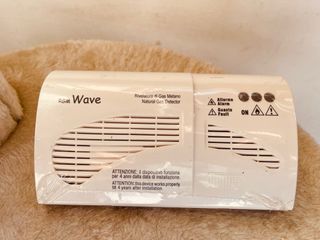 Wave
Rivelatore di Gas Metano
Natural Gas Detector
Allarme
Alarm
Guasto
Fault
ON
ATTENZIONE: il dispositivo funziona
per 4 anni dalla data di installazione.
ATTENTION: this device works properly
till 4 years after installation.